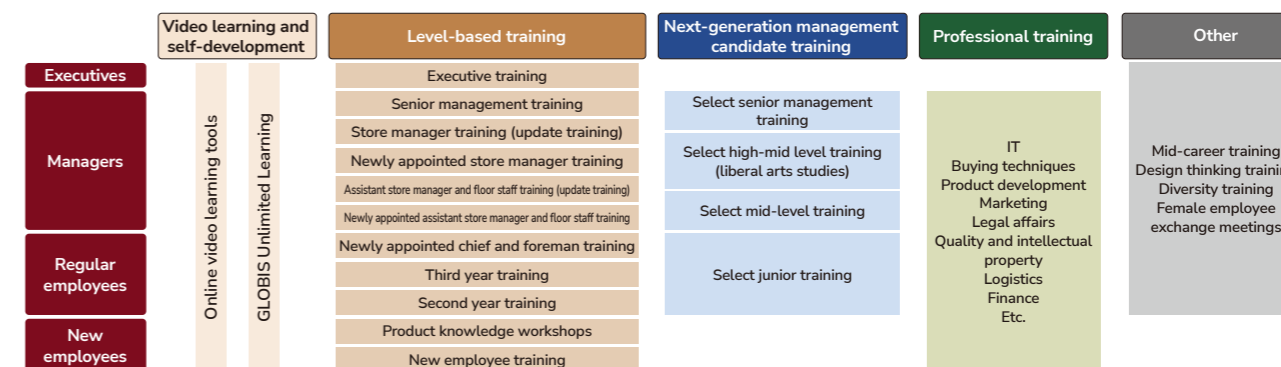 Video learning and
self-development
Level-based training
Next-generation management
candidate training
Professional training
Other
Executives
Managers
Regular
employees
New
employees
Online video learning tools
GLOBIS Unlimited Learning
Executive training
Senior management training
Store manager training (update training)
Newly appointed store manager training
Assistant store manager and floor staff training (update training)
Newly appointed assistant store manager and floor staff training
Newly appointed chief and foreman training
Third year training
Second year training
Product knowledge workshops
New employee training
Select senior management
training
Select high-mid level training
(liberal arts studies)
Select mid-level training
Select junior training
IT
Buying techniques
Product development
Marketing
Legal affairs
Quality and intellectual
property
Logistics
Finance
Etc.
Mid-career training
Design thinking
Diversity training
Female employee
exchange meetings